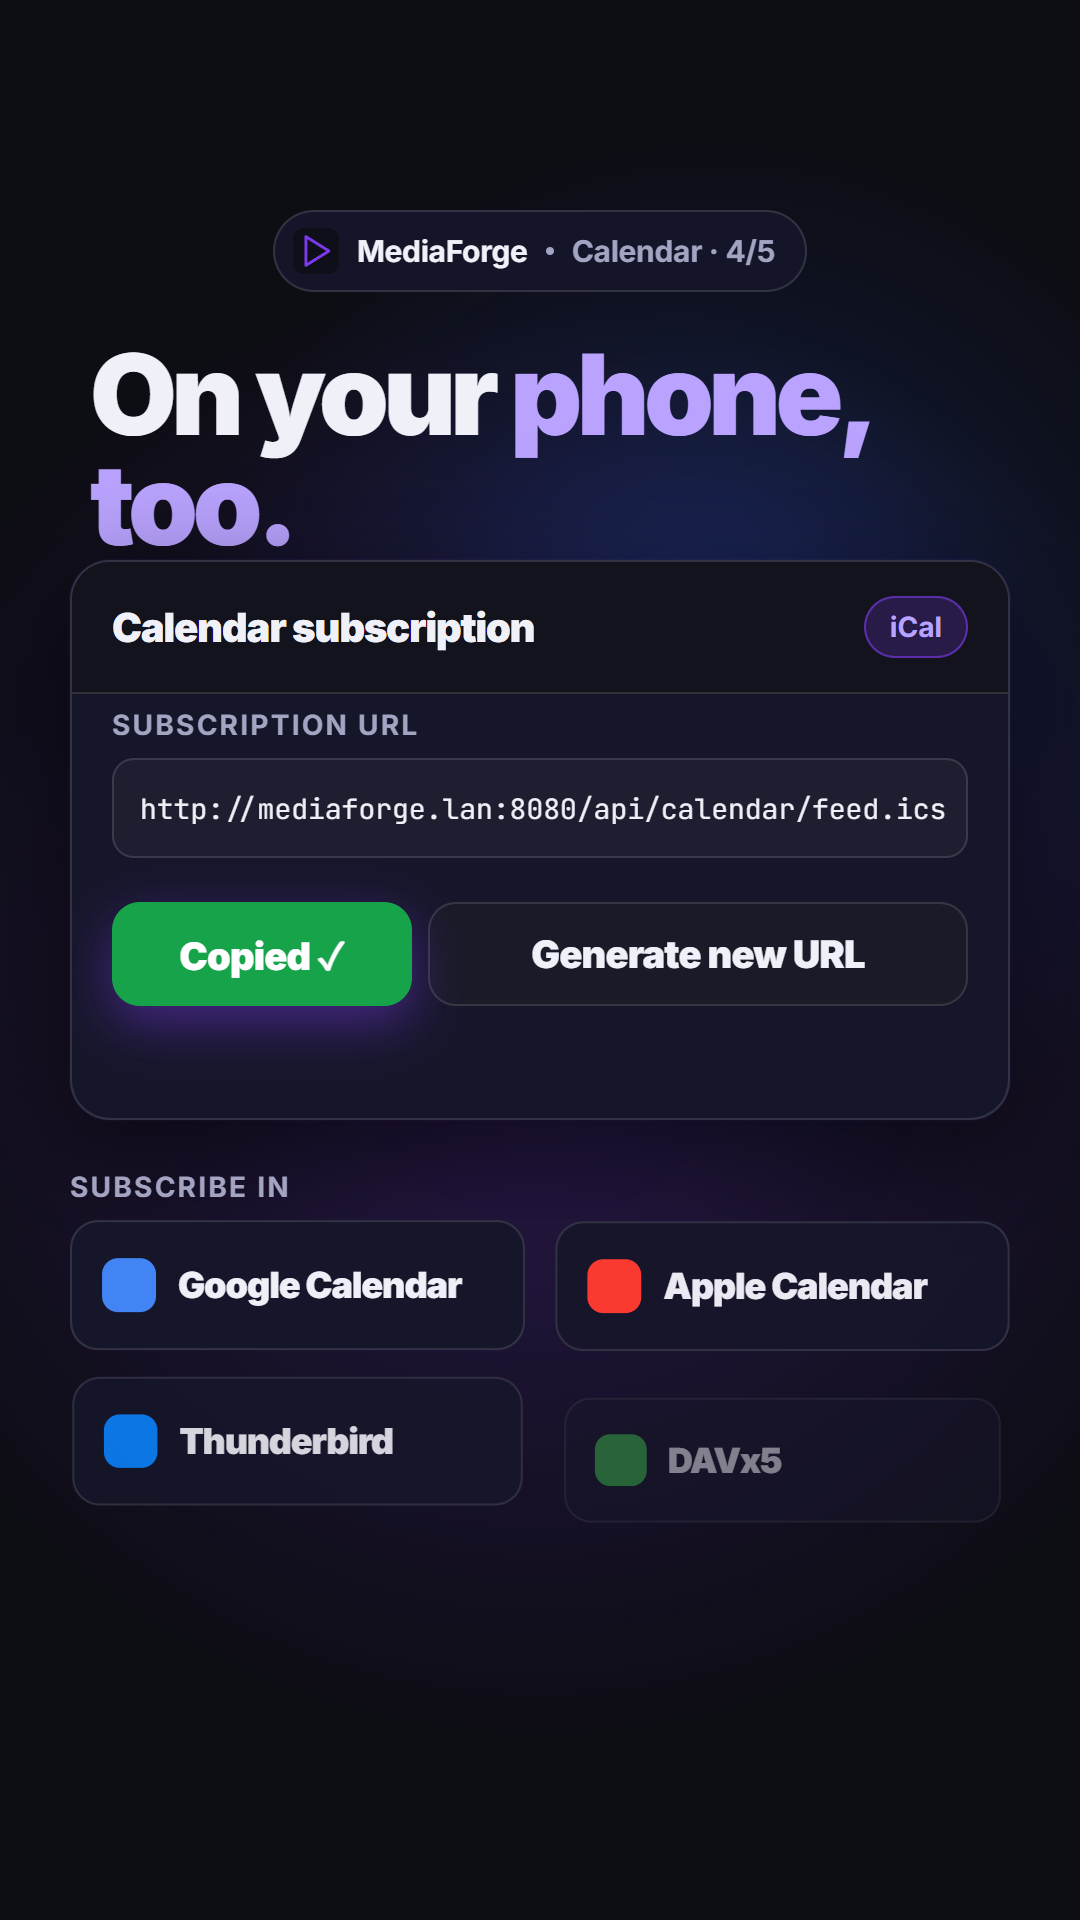 MediaForge • Calendar · 4/5
On your phone,
too.
Calendar subscription
iCal
SUBSCRIPTION URL
http://mediaforge.lan:8080/api/calendar/feed.ics
Copied ✓
Generate new URL
SUBSCRIBE IN
Google Calendar
Apple Calendar
Thunderbird
DAVx5